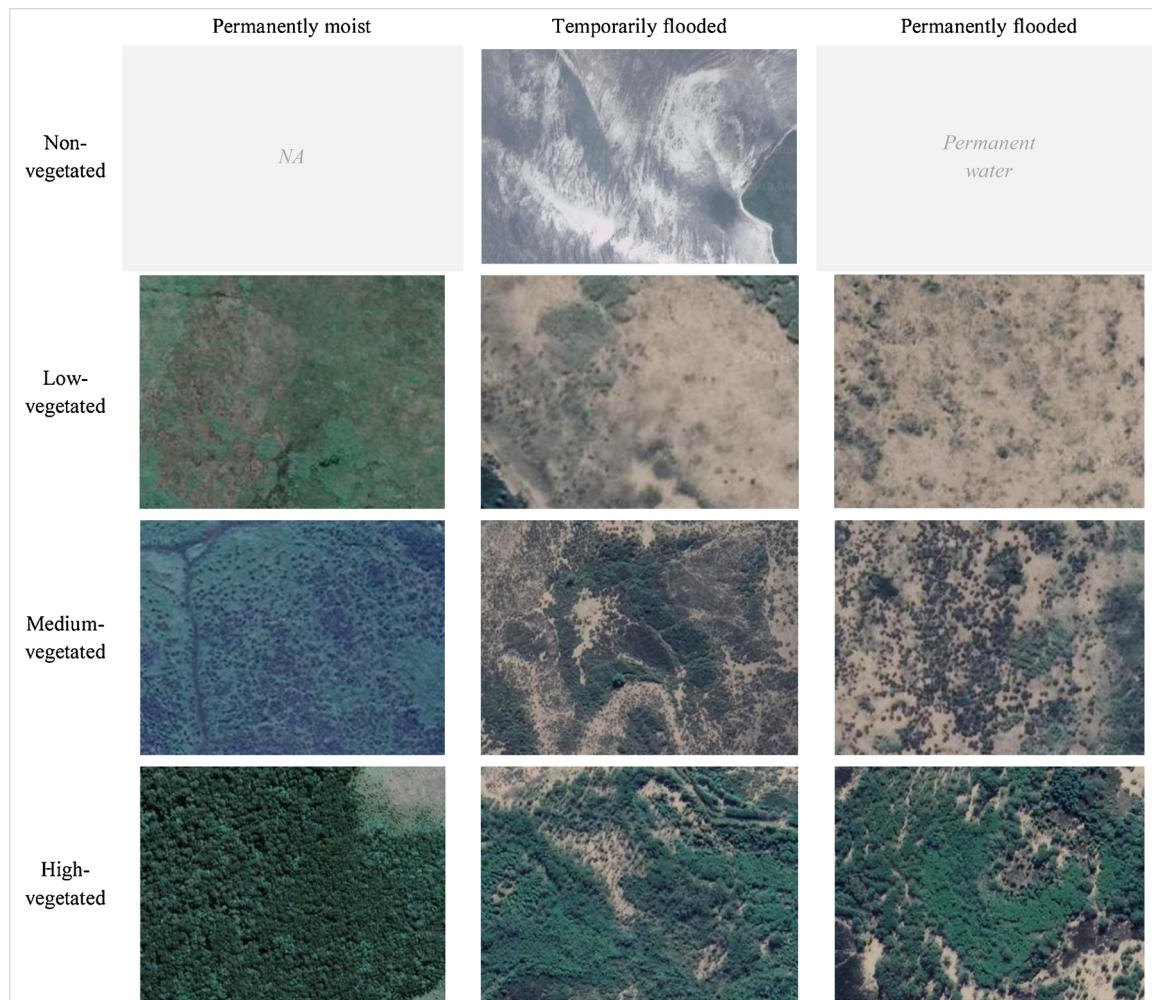 Permanently moist
Temporarily flooded
Permanently flooded
Non-
vegetated
NA
Permanent
water
Low-
vegetated
Medium-
vegetated
High-
vegetated